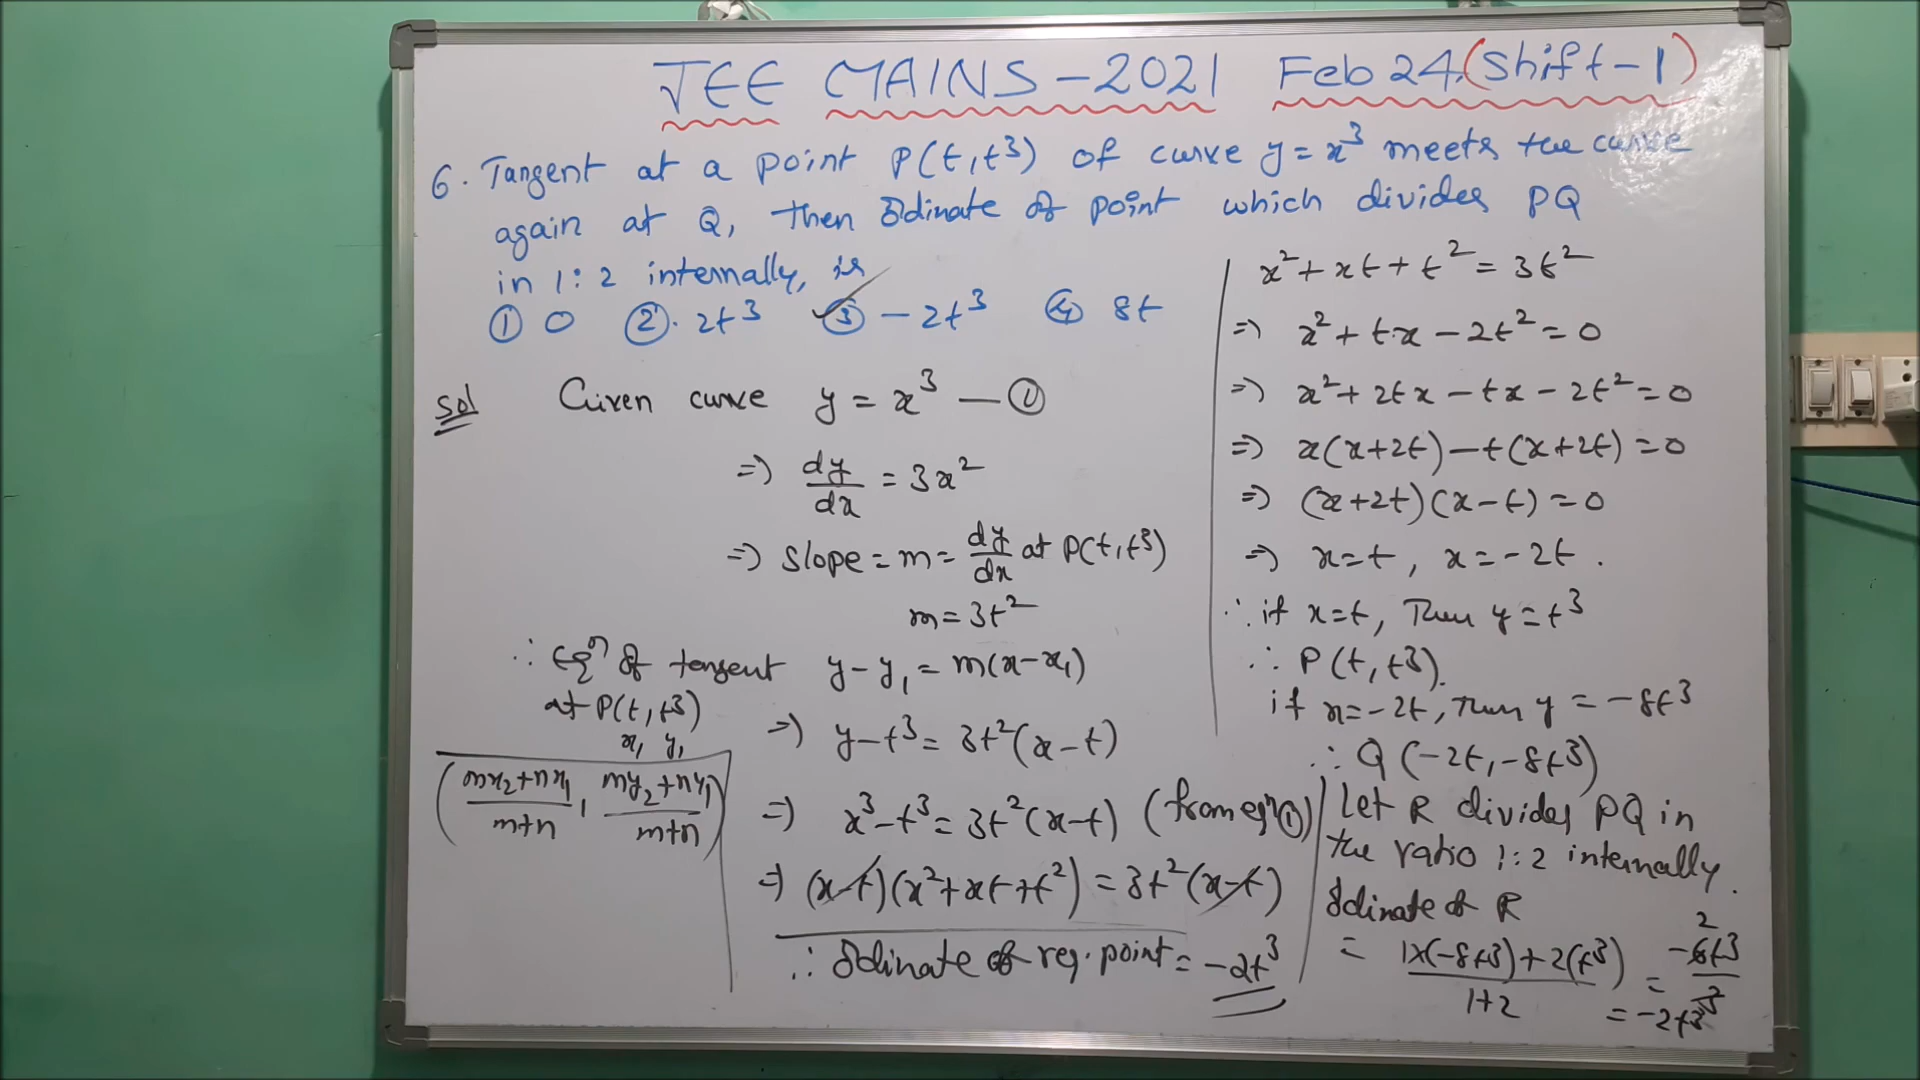 JEE MAINS-2021 Feb 24 (Shift-1)
6. Tangent at a point P(t, t³) of curve y = x³ meets the curve
again at Q, then Ordinate of point which divides PQ
in 1:2 internally, is
① 0 ② 2t³ ③ -2t³ ④ 8t
Sol Given curve y = x³ — ①
=> dy/dx = 3x²
=> slope = m = dy/dx at P(t, t³)
m = 3t²
∴ Eqn of tangent y-y₁ = m(x-x₁)
at P(t, t³)
x₁ y₁
=> y-t³ = 3t²(x-t)
(mx₂+nx₁/m+n, my₂+ny₁/m+n)
=> x³-t³ = 3t²(x-t) (from eqn ①)
=> (x-t)(x²+xt+t²) = 3t²(x-t)
∴ Ordinate of req. point = -2t³
x²+xt+t² = 3t²
=> x²+t.x-2t² = 0
=> x²+2tx-tx-2t² = 0
=> x(x+2t)-t(x+2t) = 0
=> (x+2t)(x-t) = 0
=> x=t, x=-2t.
∴ if x=t, Then y=t³
∴ P(t, t³).
if x=-2t, Then y = -8t³
∴ Q(-2t, -8t³)
Let R divides PQ in
the ratio 1:2 internally.
Ordinate of R
= 1x(-8t³)+2(t³)/1+2 = -6t³/3
= -2t³